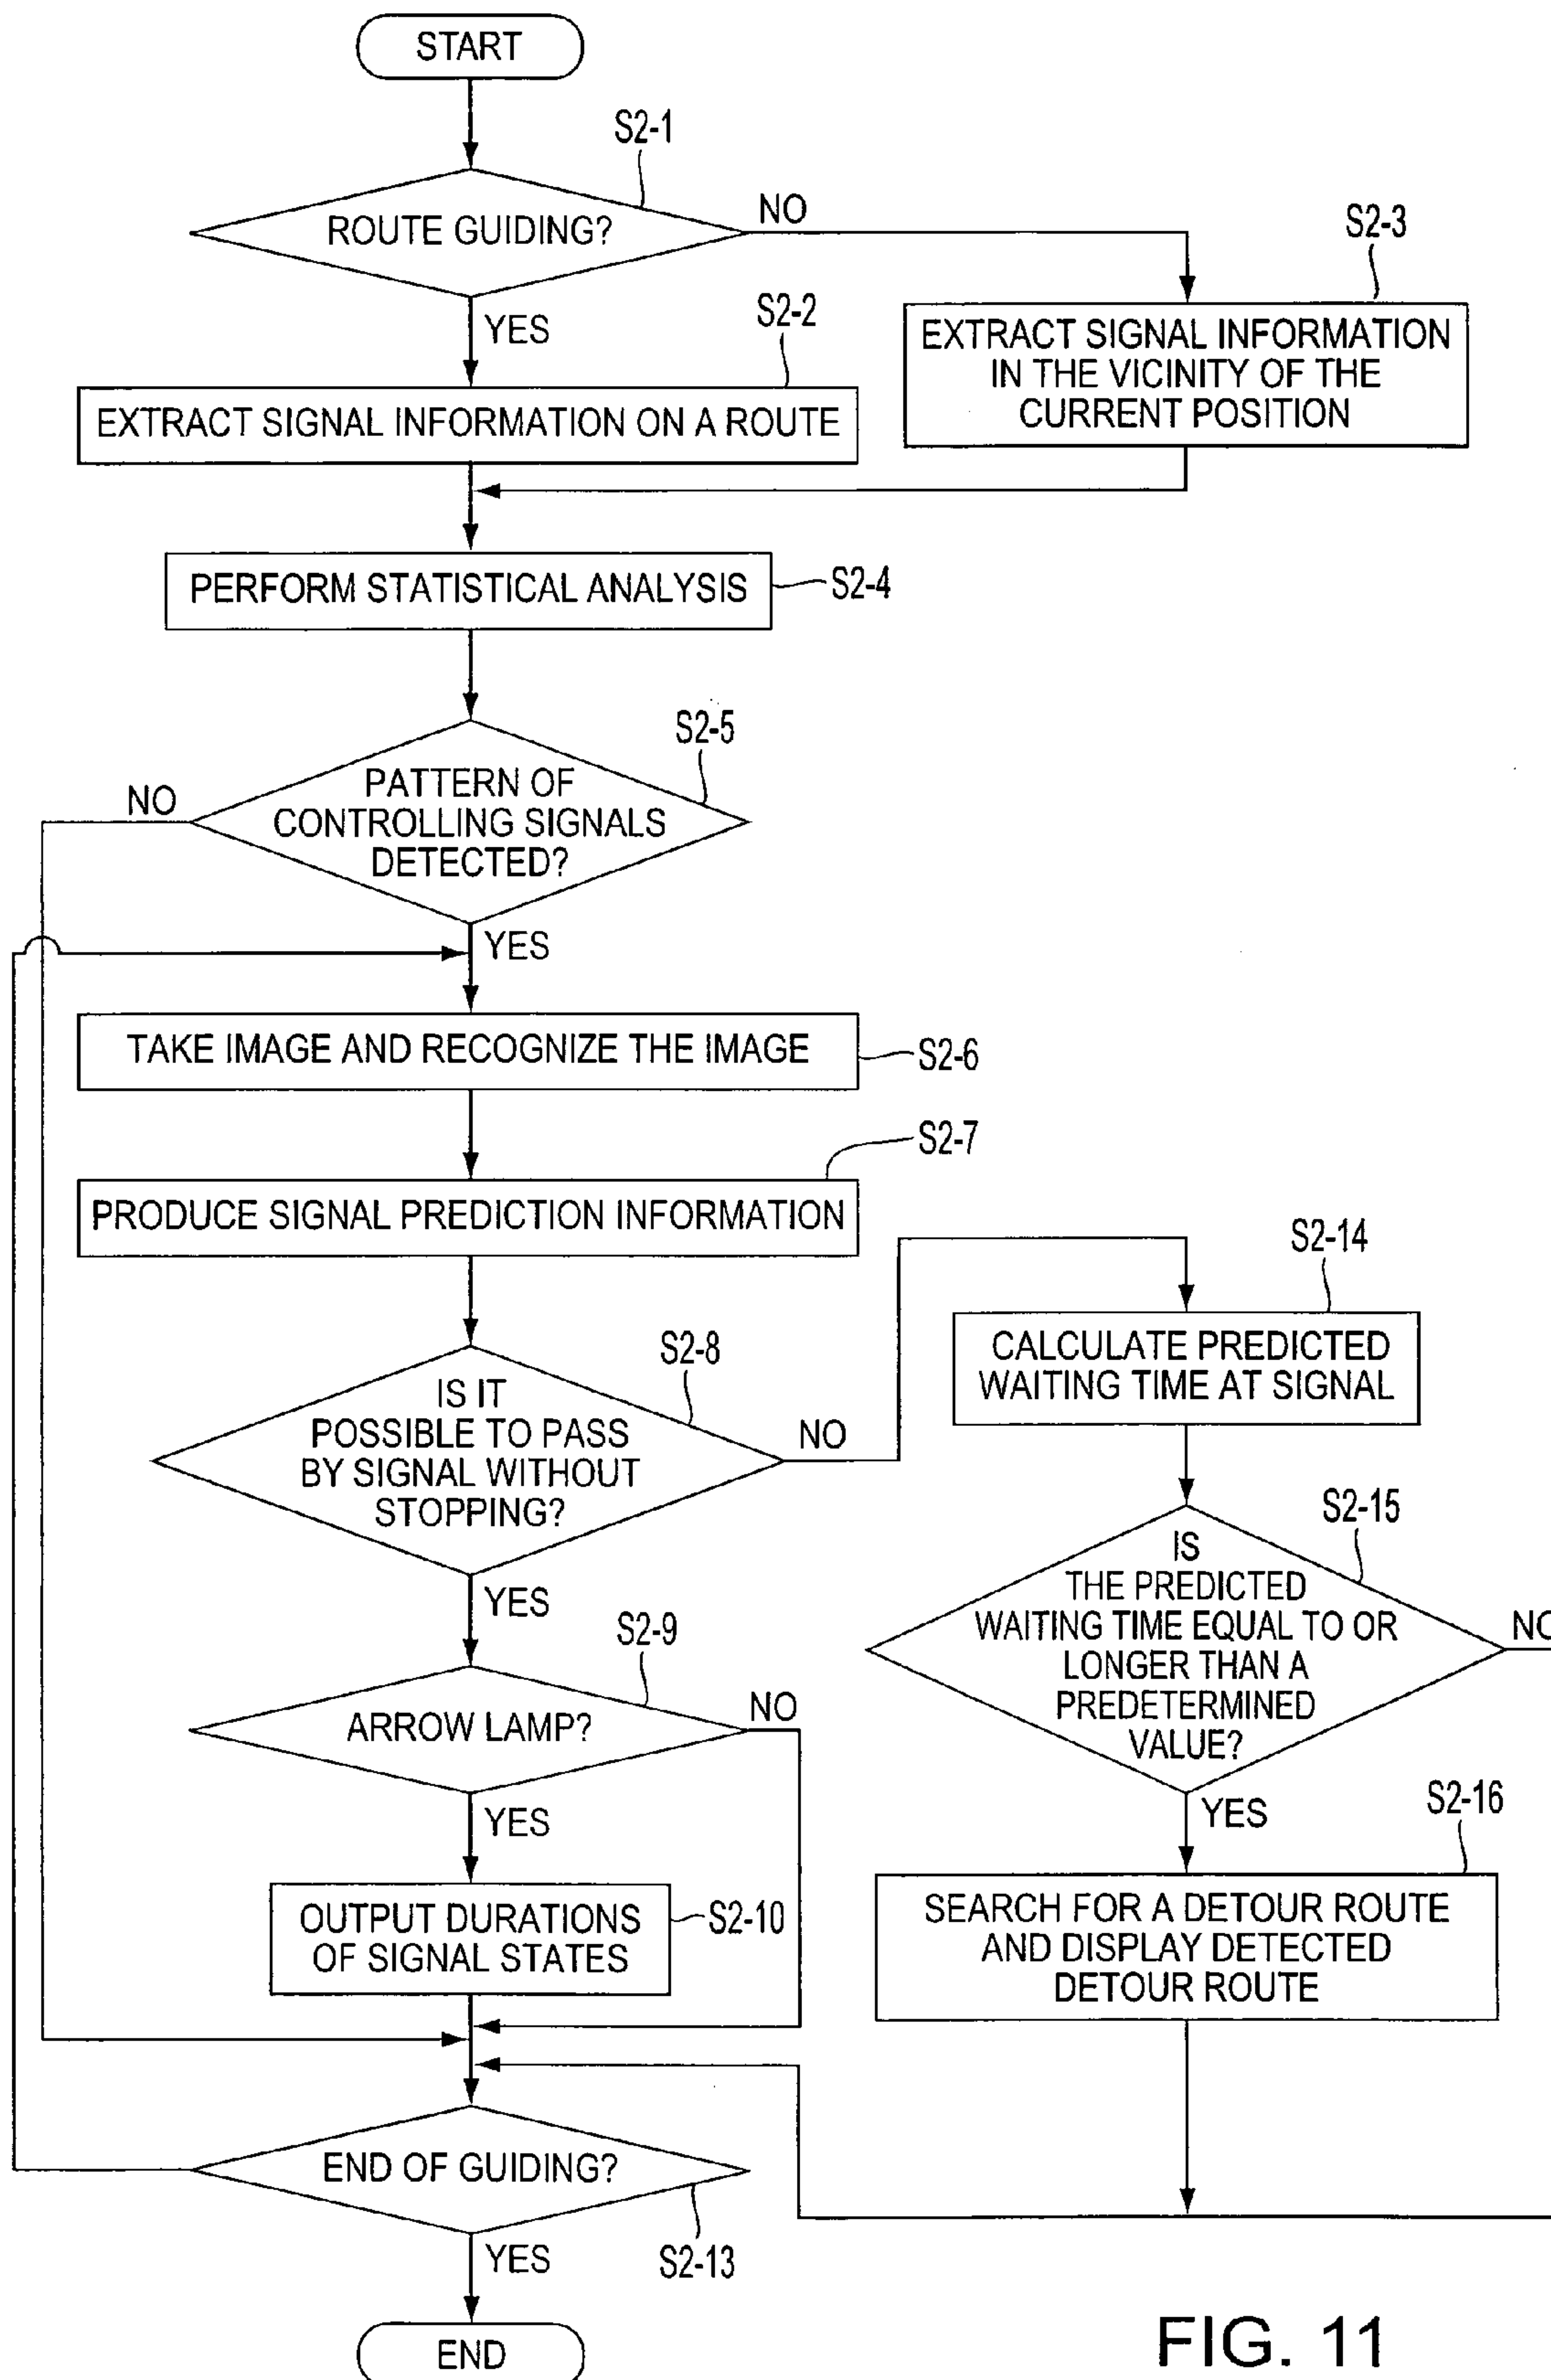 START
S2-1
ROUTE GUIDING?
NO
S2-3
YES
S2-2
EXTRACT SIGNAL INFORMATION
IN THE VICINITY OF THE
CURRENT POSITION
EXTRACT SIGNAL INFORMATION ON A ROUTE
PERFORM STATISTICAL ANALYSIS
S2-4
S2-5
NO
PATTERN OF
CONTROLLING SIGNALS
DETECTED?
YES
TAKE IMAGE AND RECOGNIZE THE IMAGE
S2-6
S2-7
PRODUCE SIGNAL PREDICTION INFORMATION
S2-14
CALCULATE PREDICTED
WAITING TIME AT SIGNAL
S2-8
IS IT
POSSIBLE TO PASS
BY SIGNAL WITHOUT
STOPPING?
NO
YES
S2-15
IS
THE PREDICTED
WAITING TIME EQUAL TO OR
LONGER THAN A
PREDETERMINED
VALUE?
NO
YES
S2-9
ARROW LAMP?
NO
YES
S2-16
SEARCH FOR A DETOUR ROUTE
AND DISPLAY DETECTED
DETOUR ROUTE
OUTPUT DURATIONS
OF SIGNAL STATES
S2-10
END OF GUIDING?
S2-13
YES
END
FIG. 11